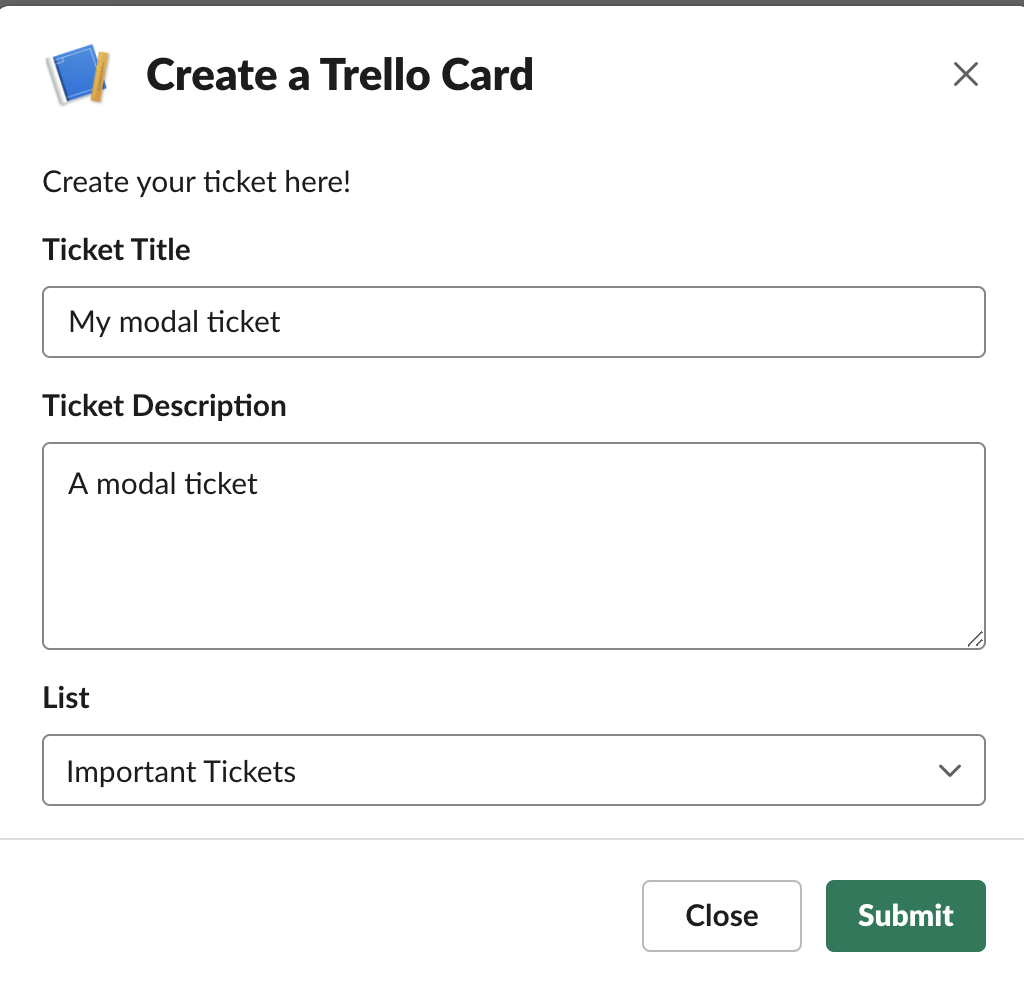 Create a Trello Card
Create your ticket here!
Ticket Title
My modal ticket
Ticket Description
A modal ticket
List
Important Tickets
Close
Submit